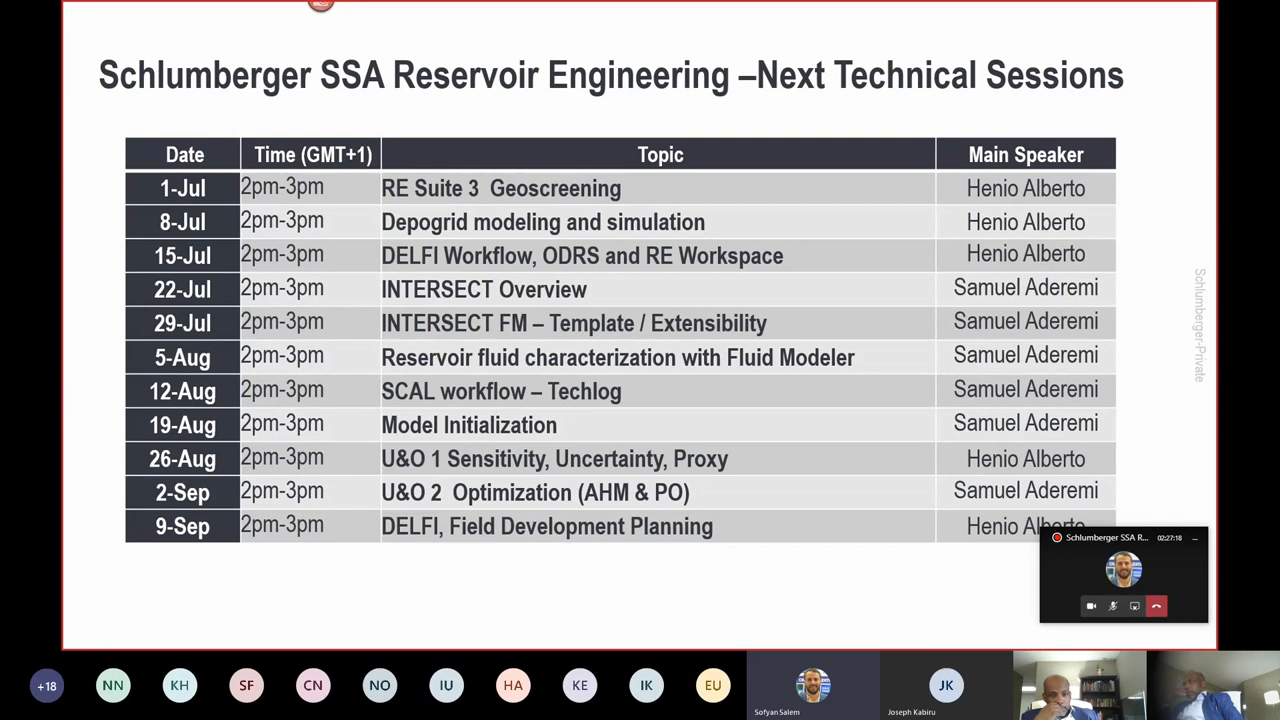 Schlumberger SSA Reservoir Engineering –Next Technical Sessions
Date Time (GMT+1) Topic Main Speaker
1-Jul 2pm-3pm RE Suite 3 Geoscreening Henio Alberto
8-Jul 2pm-3pm Depogrid modeling and simulation Henio Alberto
15-Jul 2pm-3pm DELFI Workflow, ODRS and RE Workspace Henio Alberto
22-Jul 2pm-3pm INTERSECT Overview Samuel Aderemi
29-Jul 2pm-3pm INTERSECT FM – Template / Extensibility Samuel Aderemi
5-Aug 2pm-3pm Reservoir fluid characterization with Fluid Modeler Samuel Aderemi
12-Aug 2pm-3pm SCAL workflow – Techlog Samuel Aderemi
19-Aug 2pm-3pm Model Initialization Samuel Aderemi
26-Aug 2pm-3pm U&O 1 Sensitivity, Uncertainty, Proxy Henio Alberto
2-Sep 2pm-3pm U&O 2 Optimization (AHM & PO) Samuel Aderemi
9-Sep 2pm-3pm DELFI, Field Development Planning Henio Alberto
Schlumberger-Private
Schlumberger SSA R... 02:27:18
+18 NN KH SF CN NO IU HA KE IK EU JK
Sofyan Salem Joseph Kabiru